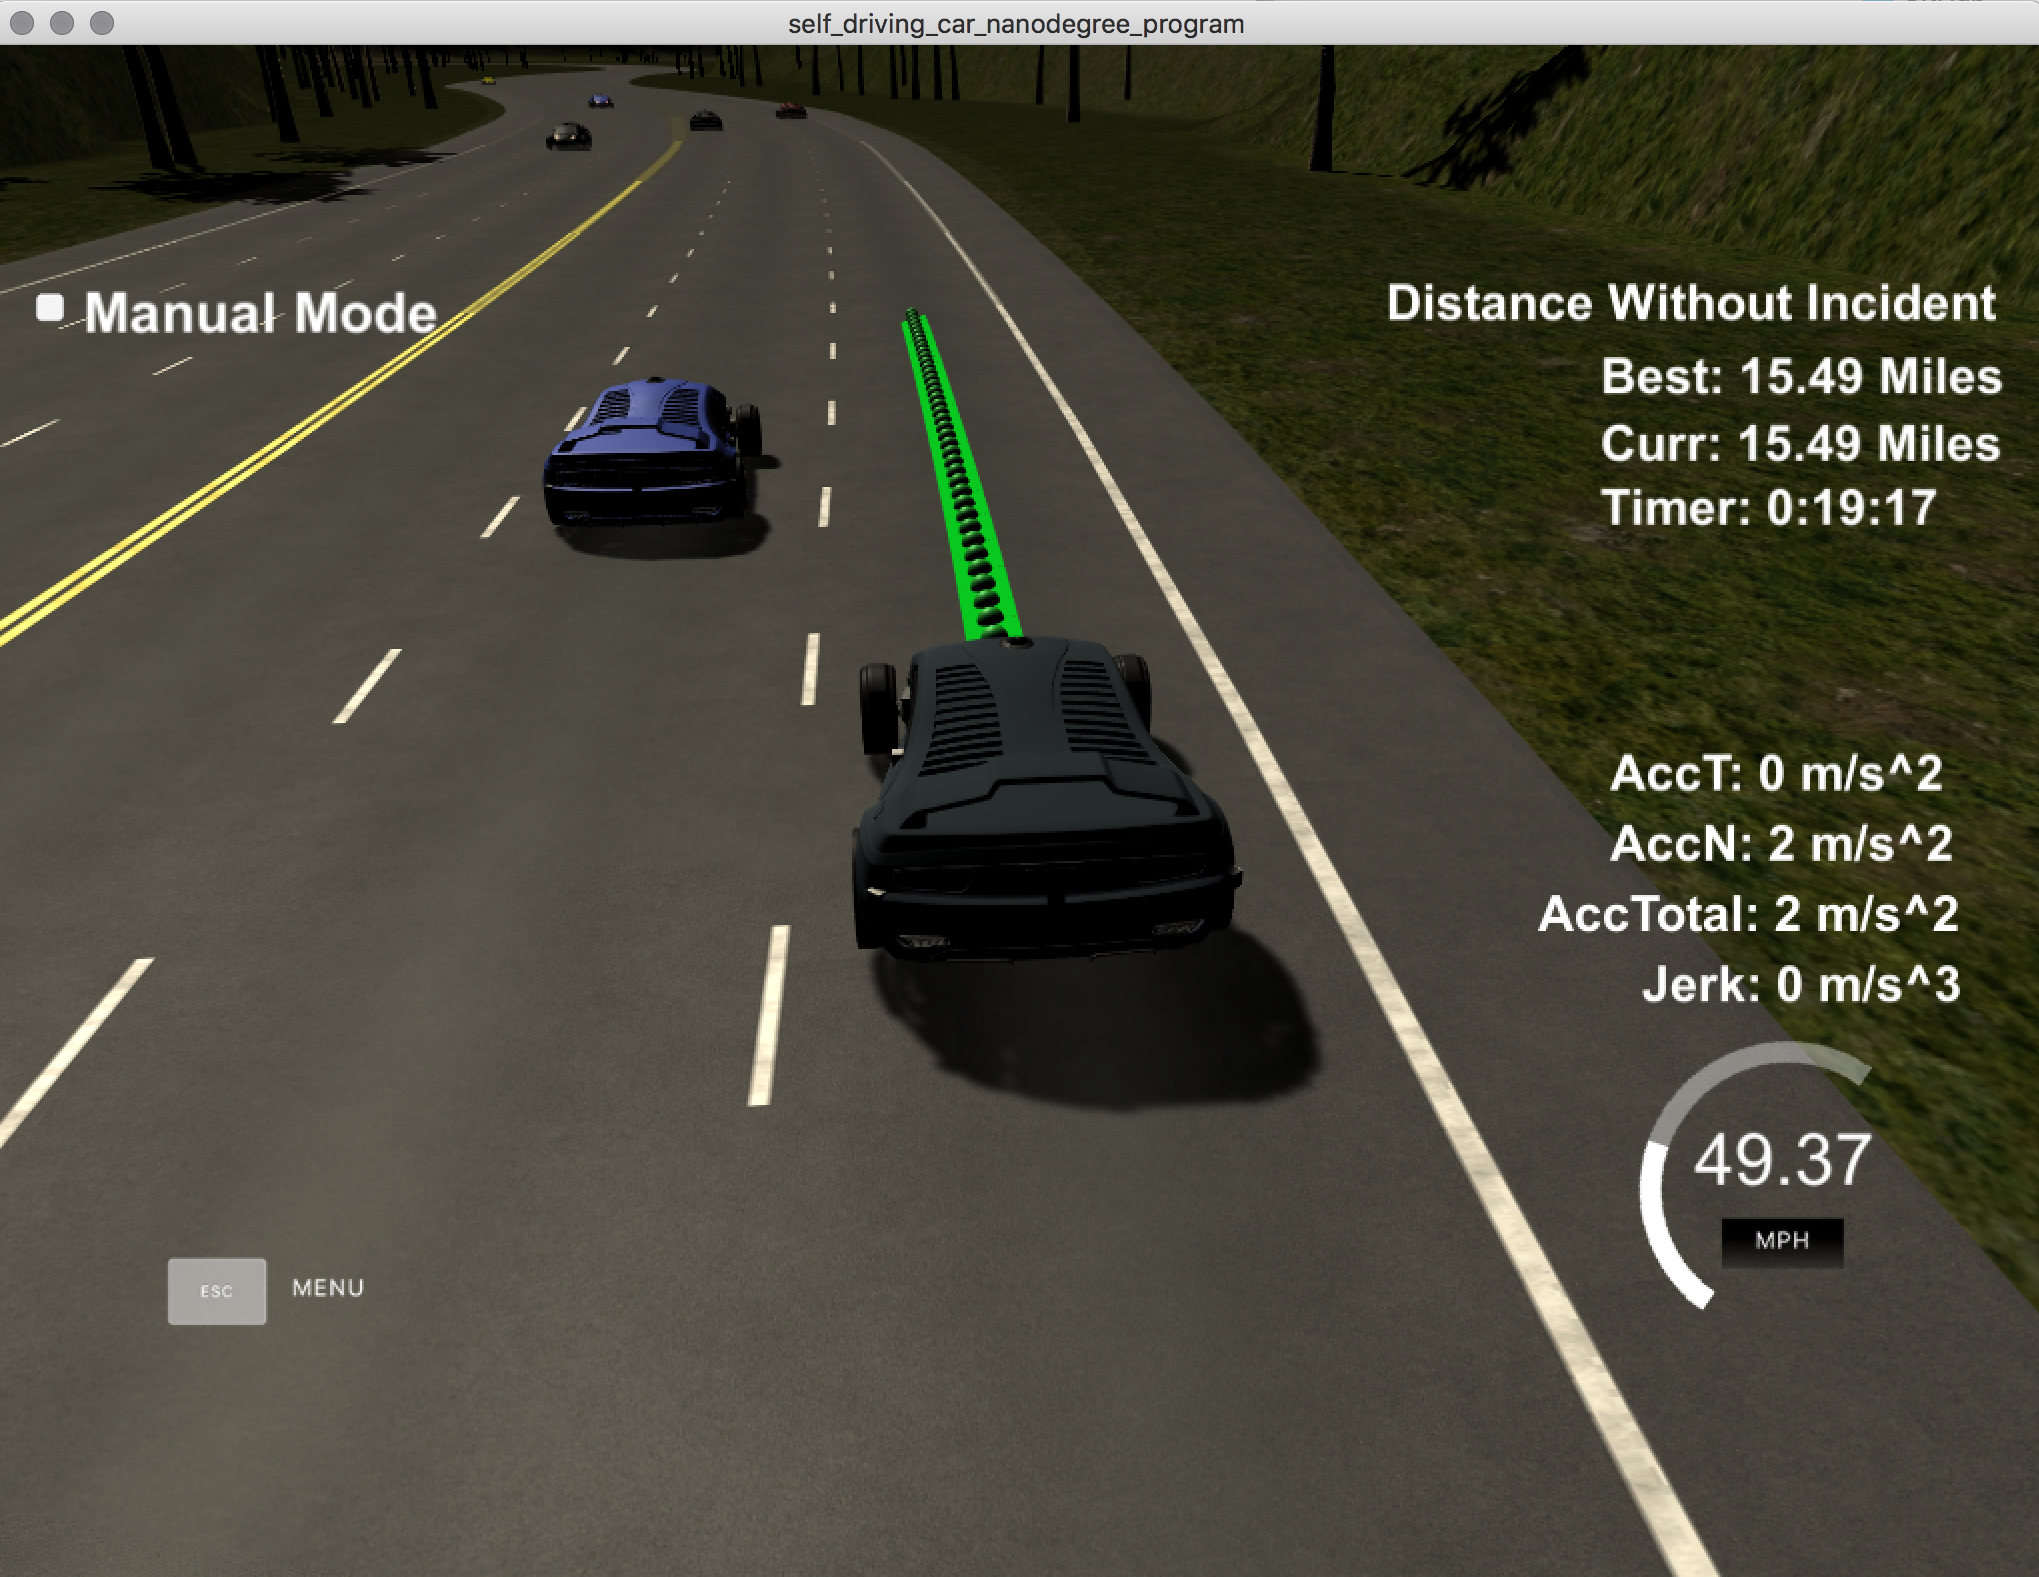 self_driving_car_nanodegree_program
Manual Mode
Distance Without Incident
Best: 15.49 Miles
Curr: 15.49 Miles
Timer: 0:19:17
AccT: 0 m/s^2
AccN: 2 m/s^2
AccTotal: 2 m/s^2
Jerk: 0 m/s^3
49.37
MPH
ESC MENU